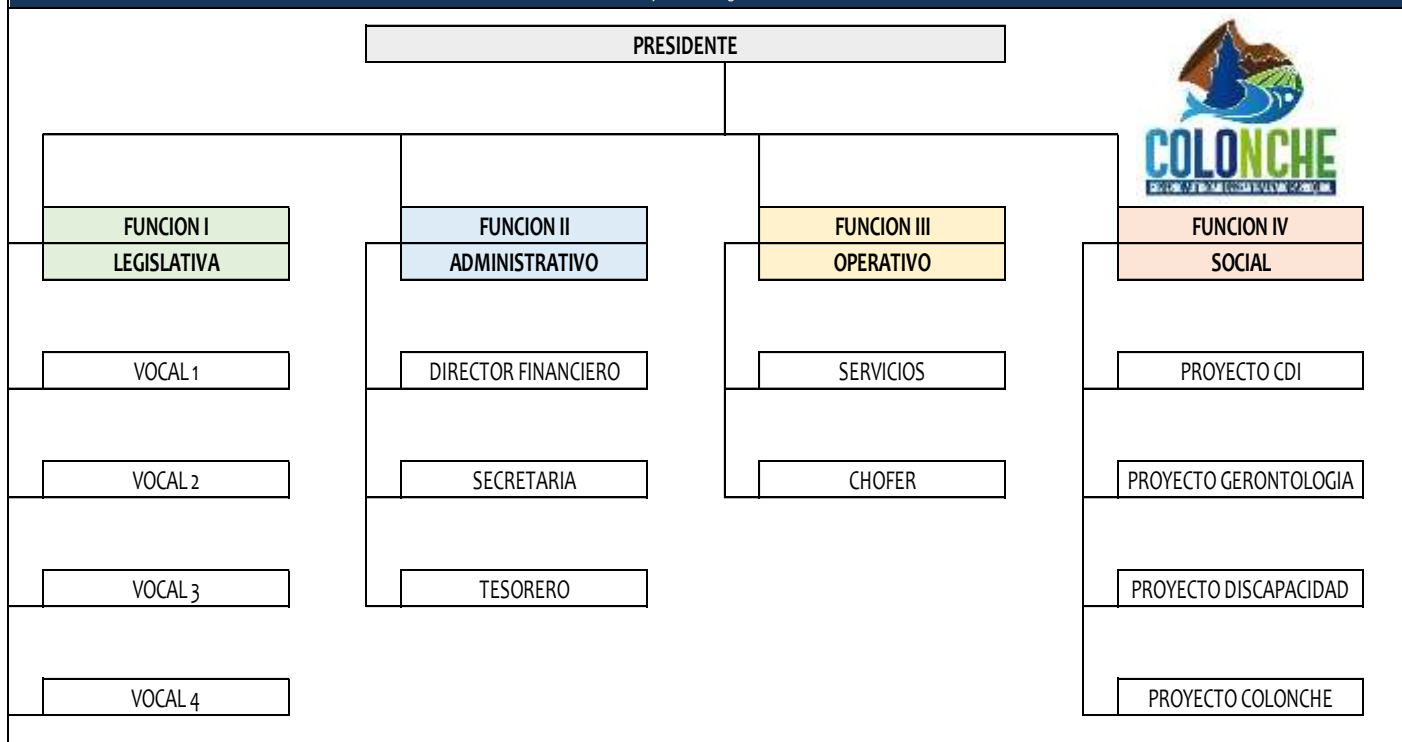 PRESIDENTE
COLONCHE
FUNCION I
LEGISLATIVA
VOCAL 1
VOCAL 2
VOCAL 3
VOCAL 4
FUNCION II
ADMINISTRATIVO
DIRECTOR FINANCIERO
SECRETARIA
TESORERO
FUNCION III
OPERATIVO
SERVICIOS
CHOFER
FUNCION IV
SOCIAL
PROYECTO CDI
PROYECTO GERONTOLOGIA
PROYECTO DISCAPACIDAD
PROYECTO COLONCHE